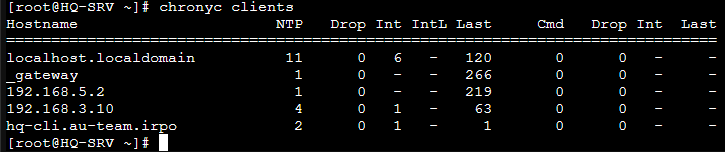 [root@HQ-SRV ~]# chronyc clients
Hostname                      NTP   Drop Int IntL Last     Cmd   Drop Int  Last
===============================================================================
localhost.localdomain          11      0   6   -   120       0      0   -     -
_gateway                        1      0   -   -   266       0      0   -     -
192.168.5.2                     1      0   -   -   219       0      0   -     -
192.168.3.10                    4      0   1   -    63       0      0   -     -
hq-cli.au-team.irpo             2      0   1   -     1       0      0   -     -
[root@HQ-SRV ~]#